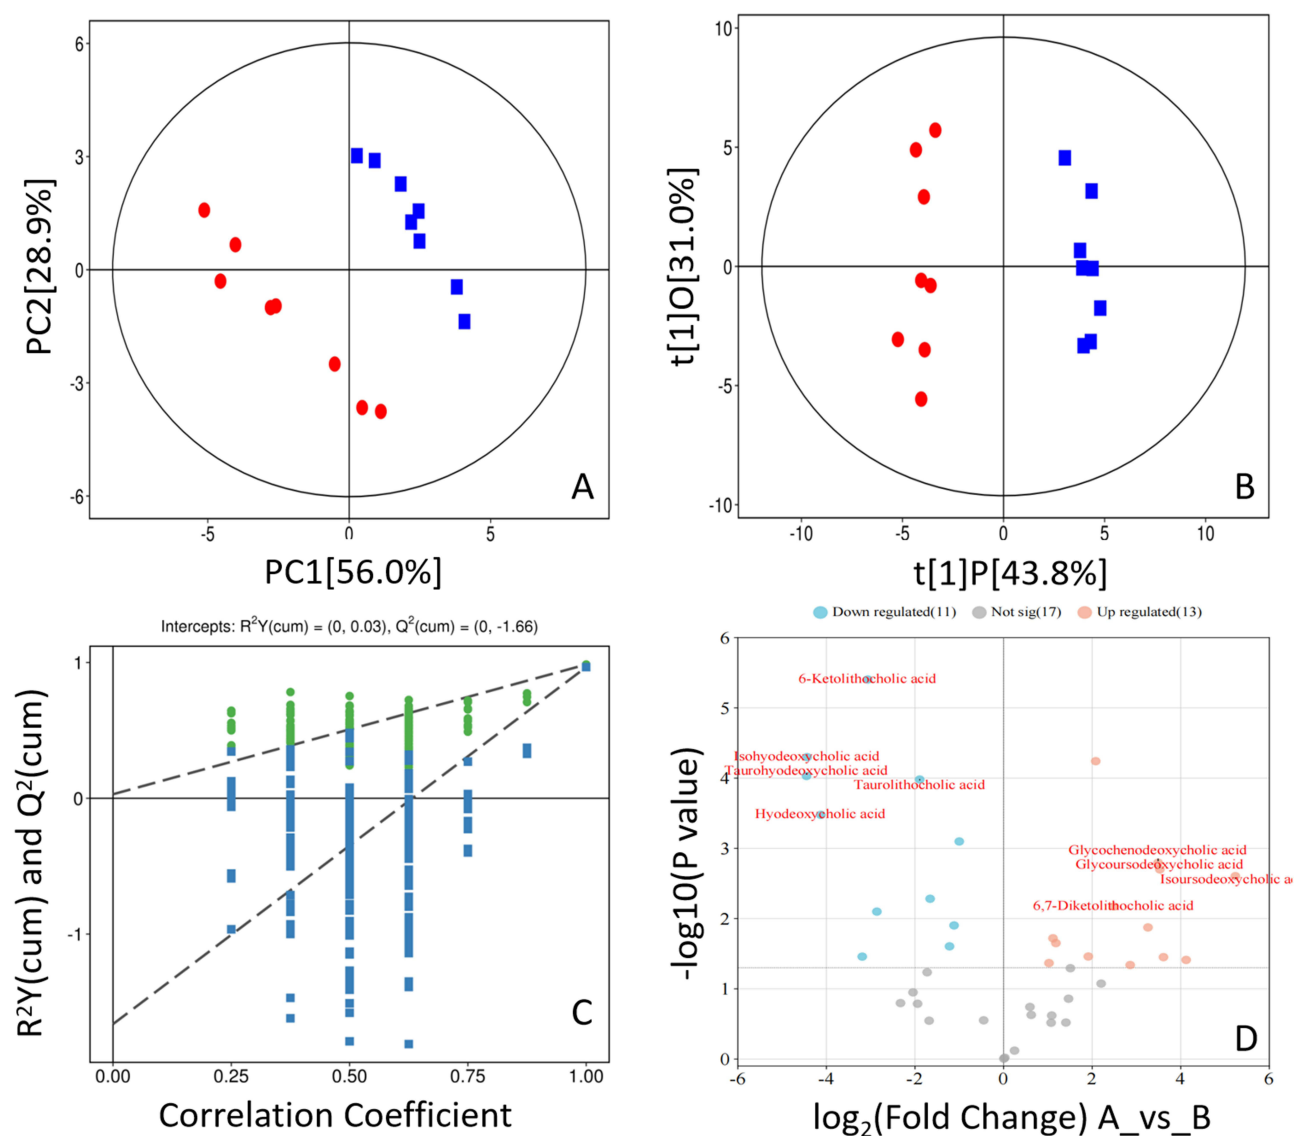 6
3
0
-3
-6
PC2[28.9%]
A
-5
0
5
PC1[56.0%]
10
5
0
-5
-10
t[1]O[31.0%]
B
-10
-5
0
5
10
t[1]P[43.8%]
Intercepts: R²Y(cum) = (0, 0.03), Q²(cum) = (0, -1.66)
1
0
-1
R²Y(cum) and Q²(cum)
C
0.00
0.25
0.50
0.75
1.00
Correlation Coefficient
Down regulated(11)
Not sig(17)
Up regulated(13)
6
5
4
3
2
1
0
-log10(P value)
6-Ketolithocholic acid
Isohyodeoxycholic acid
Taurohyodeoxycholic acid
Taurolithocholic acid
Hyodeoxycholic acid
Glycochenodeoxycholic acid
Glycoursodeoxycholic acid
Isoursodeoxycholic a
6,7-Diketolithocholic acid
D
-6
-4
-2
0
2
4
6
log₂(Fold Change) A_vs_B